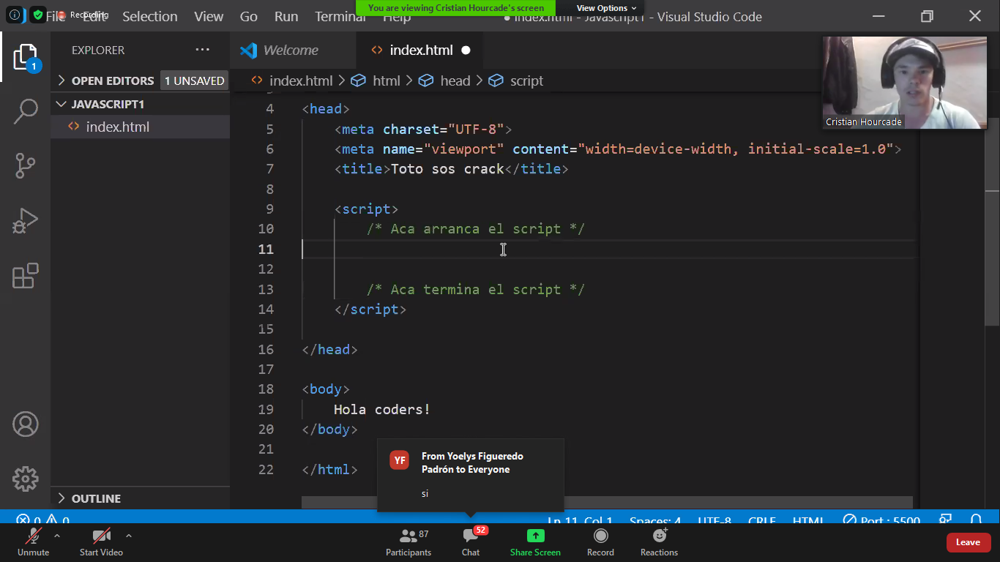 Recording
File Edit Selection View Go Run Terminal Help
You are viewing Cristian Hourcade's screen
View Options
● index.html - Javascript1 - Visual Studio Code
EXPLORER
Welcome
index.html
1
OPEN EDITORS 1 UNSAVED
index.html > html > head > script
JAVASCRIPT1
index.html
Cristian Hourcade
4 <head>
5 <meta charset="UTF-8">
6 <meta name="viewport" content="width=device-width, initial-scale=1.0">
7 <title>Toto sos crack</title>
8
9 <script>
10 /* Aca arranca el script */
11
12
13 /* Aca termina el script */
14 </script>
15
16 </head>
17
18 <body>
19 Hola coders!
20 </body>
21
22 </html>
YF
From Yoelys Figueredo
Padrón to Everyone
si
OUTLINE
0 0 Ln 11, Col 1 Spaces: 4 UTF-8 CRLF HTML Port : 5500
Unmute
Start Video
Participants 87
Chat 52
Share Screen
Record
Reactions
Leave